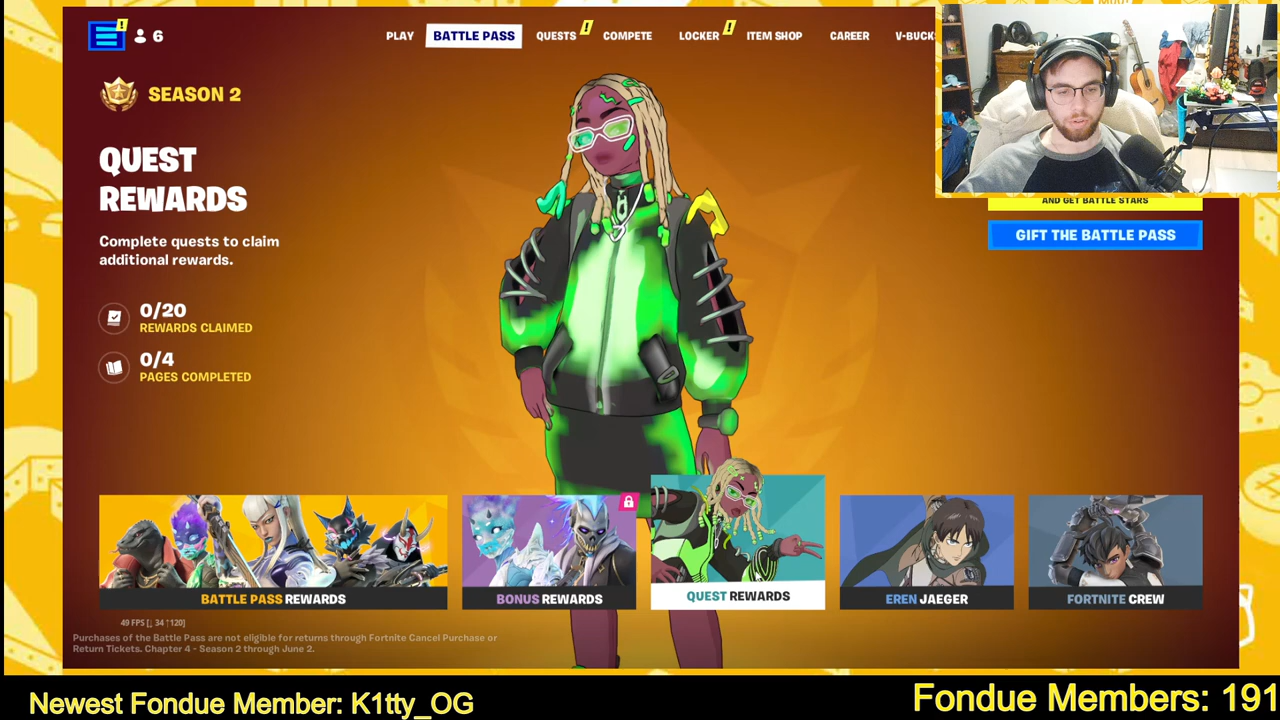 6
PLAY
BATTLE PASS
QUESTS
COMPETE
LOCKER
ITEM SHOP
CAREER
V-BUCK
SEASON 2
QUEST
REWARDS
Complete quests to claim
additional rewards.
0/20
REWARDS CLAIMED
0/4
PAGES COMPLETED
AND GET BATTLE STARS
GIFT THE BATTLE PASS
BATTLE PASS REWARDS
BONUS REWARDS
QUEST REWARDS
EREN JAEGER
FORTNITE CREW
49 FPS [↓ 34 ↑120]
Purchases of the Battle Pass are not eligible for returns through Fortnite Cancel Purchase or
Return Tickets. Chapter 4 - Season 2 through June 2.
Newest Fondue Member: K1tty_OG
Fondue Members: 191